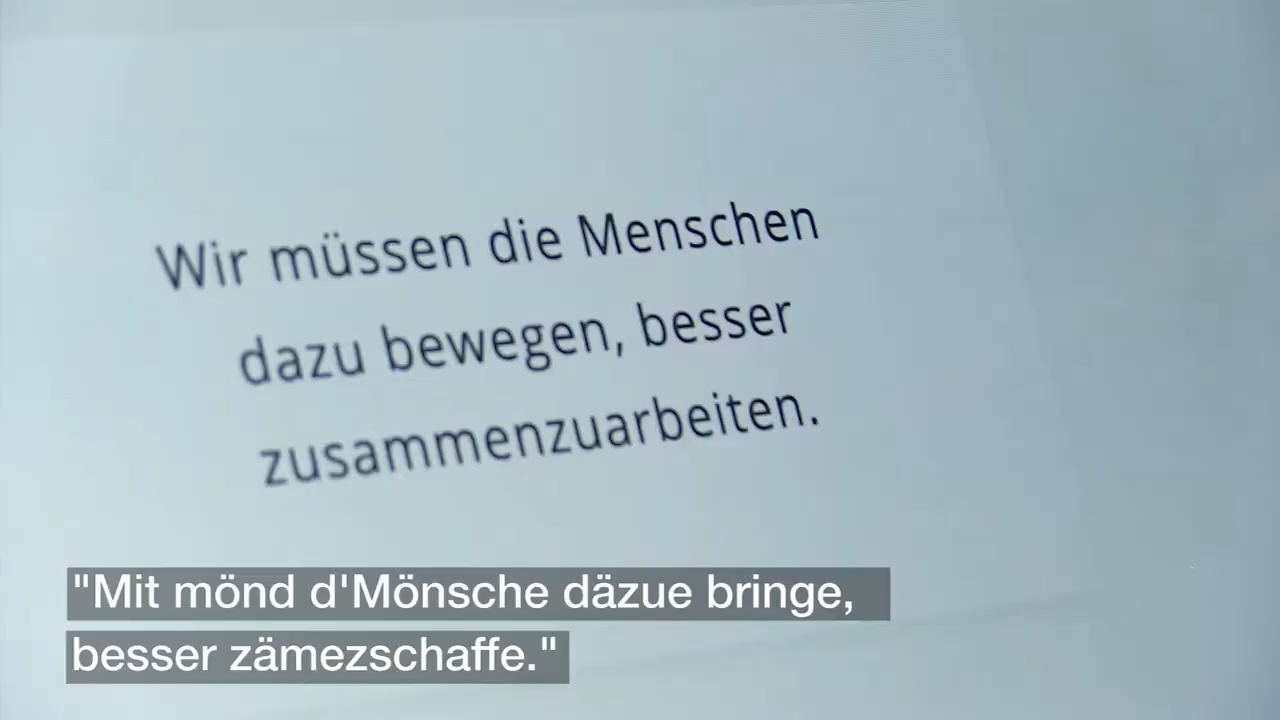 Wir müssen die Menschen
dazu bewegen, besser
zusammenzuarbeiten.
"Mit mönd d'Mönsche däzue bringe,
besser zämezschaffe."